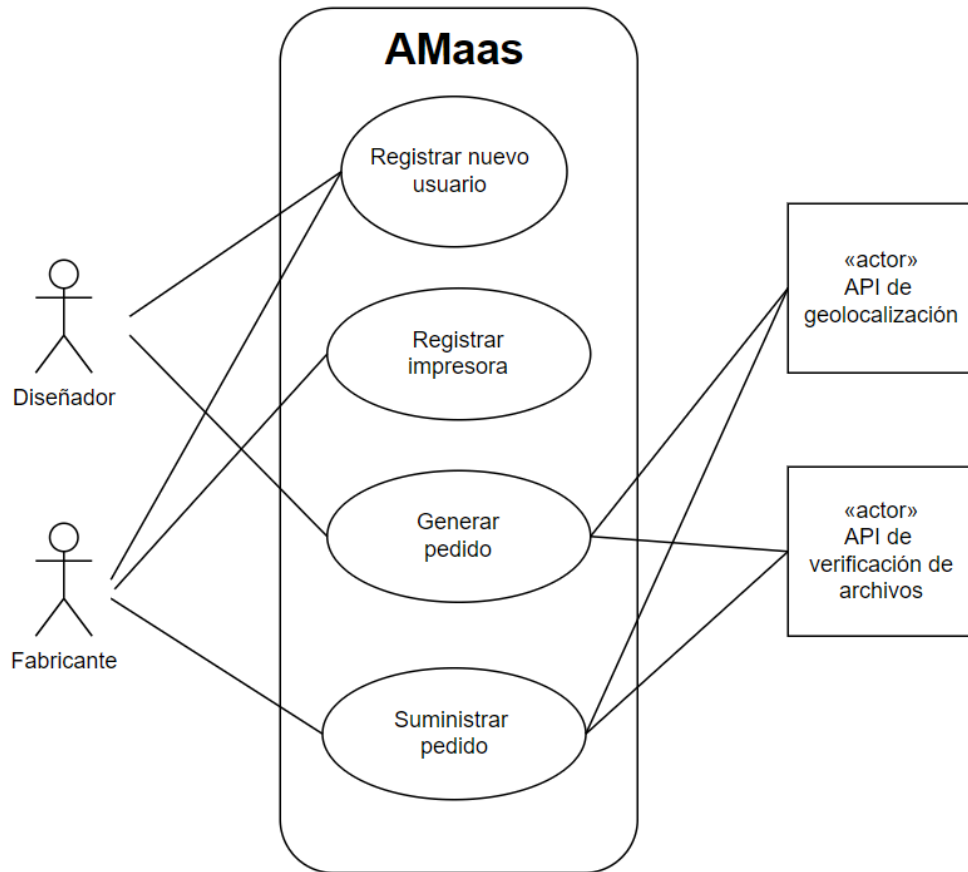 AMaas
Registrar nuevo
usuario
«actor»
API de
geolocalización
Registrar
impresora
Diseñador
Generar
pedido
«actor»
API de
verificación de
archivos
Fabricante
Suministrar
pedido